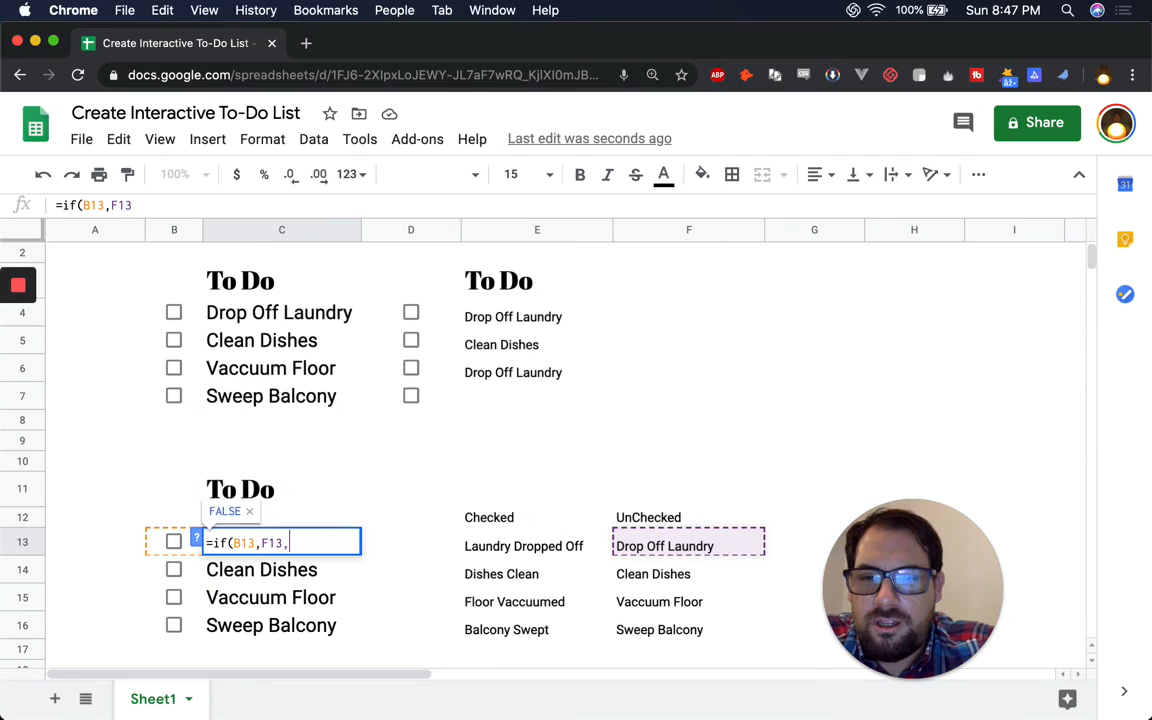 Chrome File Edit View History Bookmarks People Tab Window Help 100% Sun 8:47 PM
Create Interactive To-Do List -
docs.google.com/spreadsheets/d/1FJ6-2XIpxLoJEWY-JL7aF7wRQ_KjlXI0mJB...
Create Interactive To-Do List
File Edit View Insert Format Data Tools Add-ons Help Last edit was seconds ago
Share
100% $ % .0 .00 123 15 B I S A
fx =if(B13,F13
A B C D E F G H I
2
To Do To Do
4 Drop Off Laundry Drop Off Laundry
5 Clean Dishes Clean Dishes
6 Vaccuum Floor Drop Off Laundry
7 Sweep Balcony
8
9
10
11 To Do
FALSE ×
12 Checked UnChecked
13 ? =if(B13,F13, Laundry Dropped Off Drop Off Laundry
14 Clean Dishes Dishes Clean Clean Dishes
15 Vaccuum Floor Floor Vaccuumed Vaccuum Floor
16 Sweep Balcony Balcony Swept Sweep Balcony
17
Sheet1